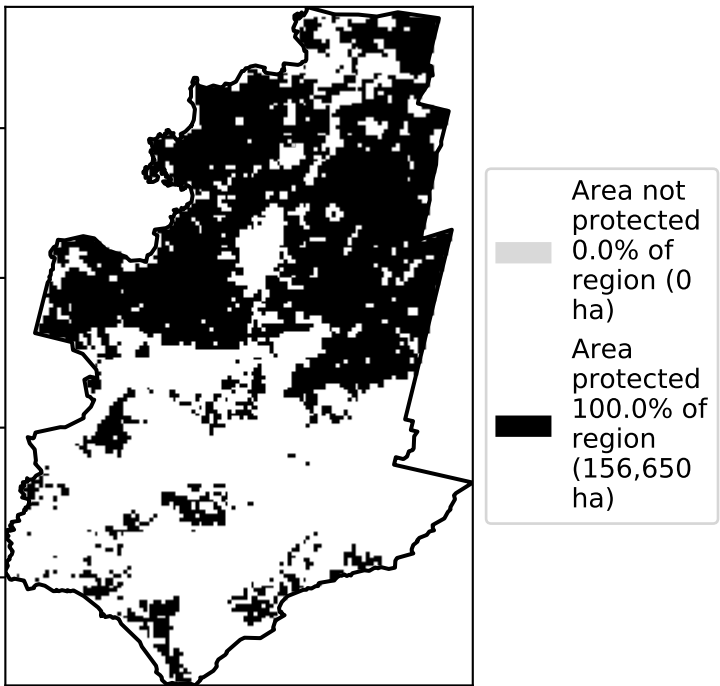 Area not
protected
0.0% of
region (0
ha)
Area
protected
100.0% of
region
(156,650
ha)